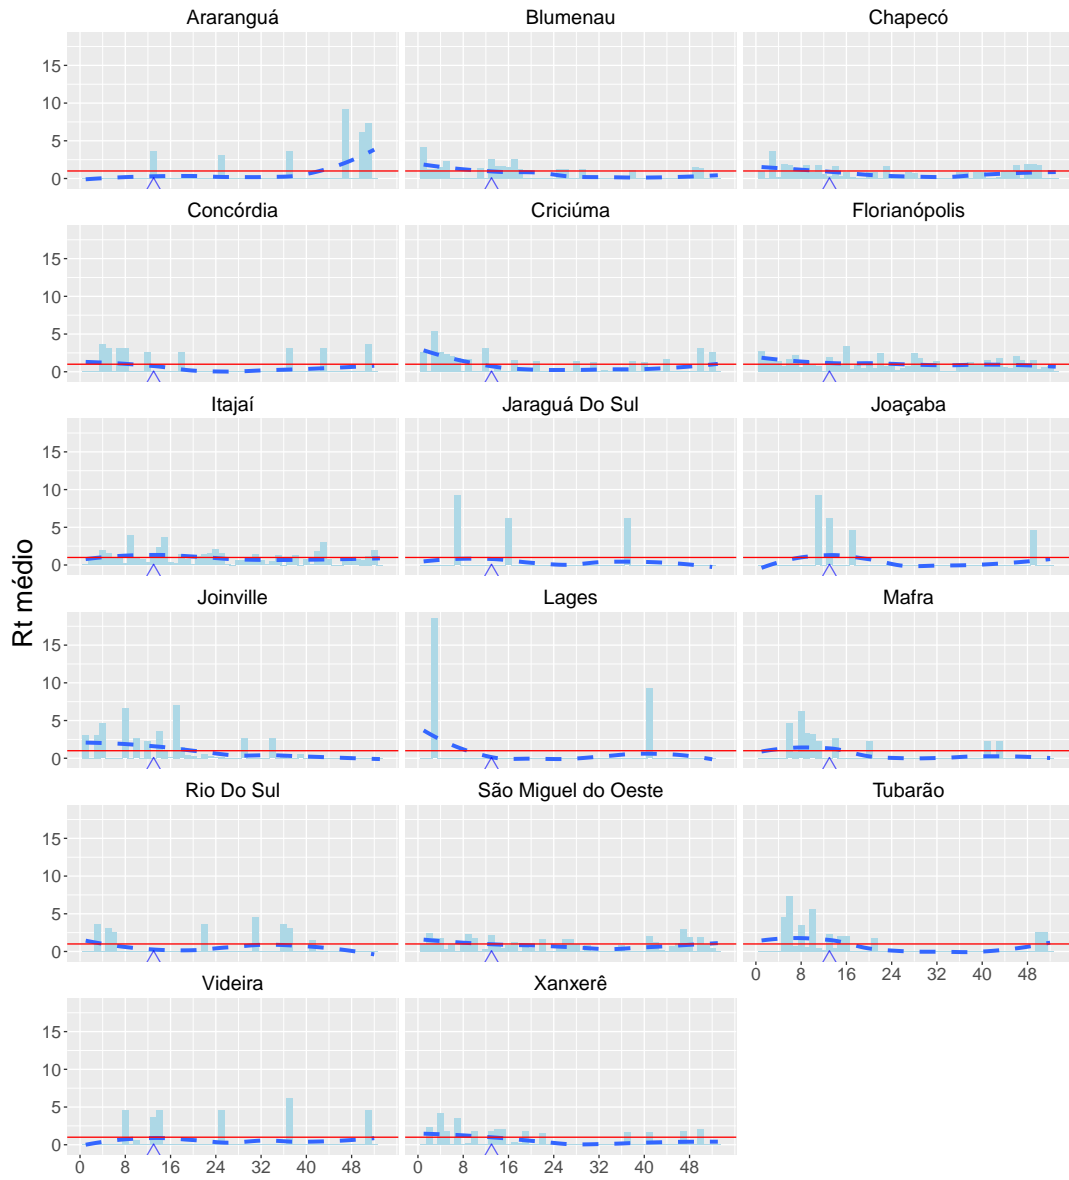 Araranguá Blumenau Chapecó
15
10
5
0
Concórdia Criciúma Florianópolis
15
10
5
0
Itajaí Jaraguá Do Sul Joaçaba
15
10
5
0
Rt médio
Joinville Lages Mafra
15
10
5
0
Rio Do Sul São Miguel do Oeste Tubarão
15
10
5
0
0 8 16 24 32 40 48
Videira Xanxerê
15
10
5
0
0 8 16 24 32 40 48 0 8 16 24 32 40 48